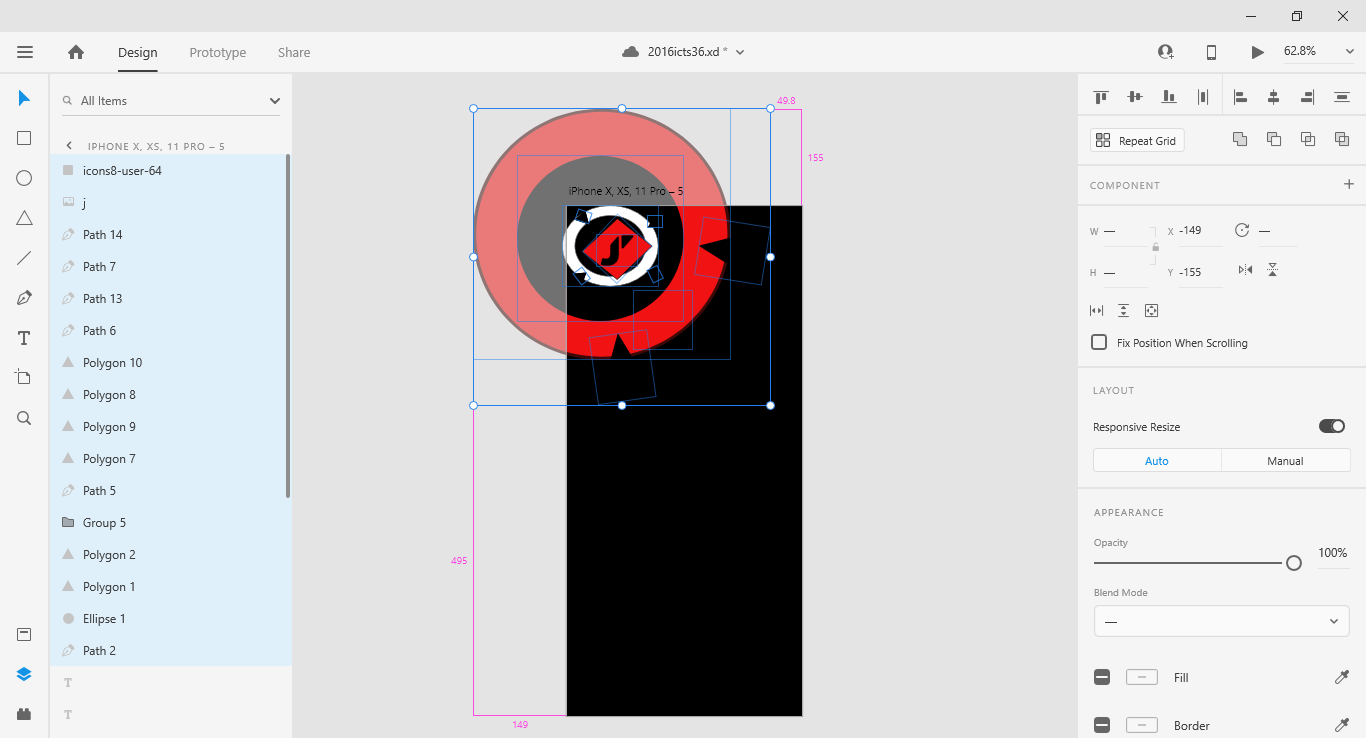 Design
Prototype
Share
2016icts36.xd *
62.8%
All Items
IPHONE X, XS, 11 PRO – 5
icons8-user-64
j
Path 14
Path 7
Path 13
Path 6
Polygon 10
Polygon 8
Polygon 9
Polygon 7
Path 5
Group 5
Polygon 2
Polygon 1
Ellipse 1
Path 2
T
T
49.8
155
iPhone X, XS, 11 Pro – 5
495
149
Repeat Grid
COMPONENT
W —
X -149
—
H —
Y -155
Fix Position When Scrolling
LAYOUT
Responsive Resize
Auto
Manual
APPEARANCE
Opacity
100%
Blend Mode
—
Fill
Border